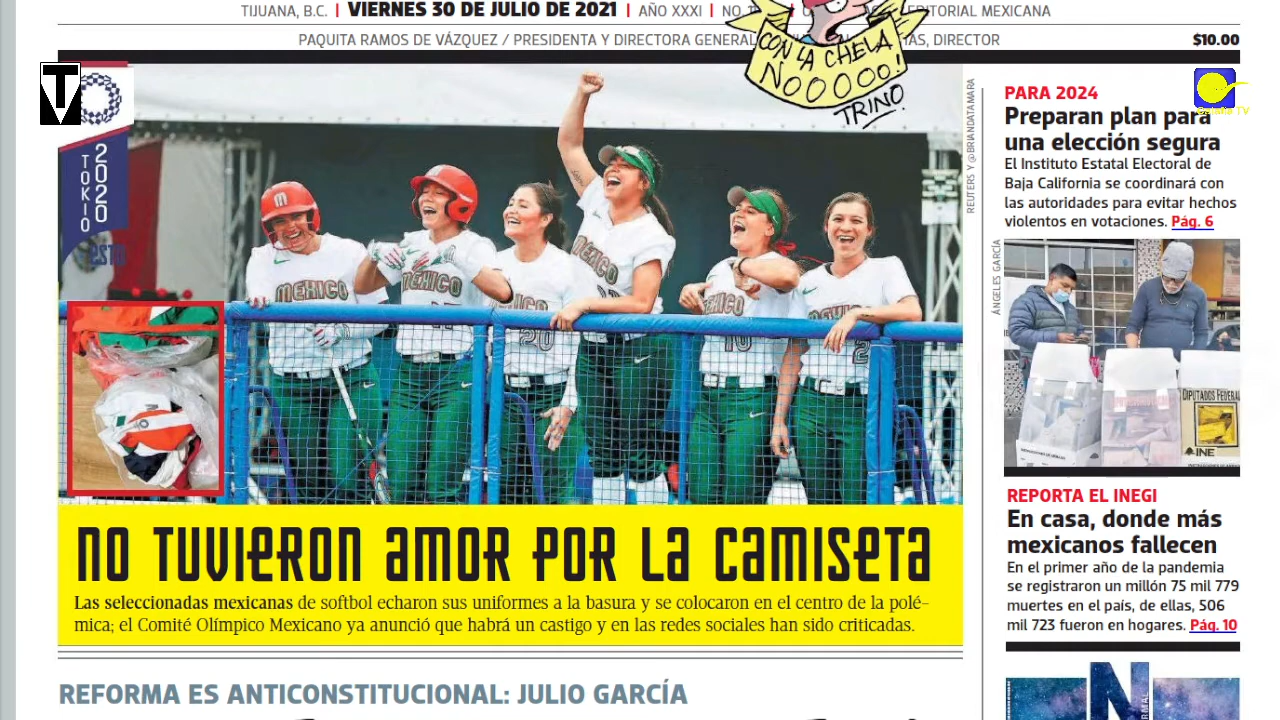 TIJUANA, B.C. | VIERNES 30 DE JULIO DE 2021 | AÑO XXXI | NO
EDITORIAL MEXICANA
PAQUITA RAMOS DE VÁZQUEZ / PRESIDENTA Y DIRECTORA GENERAL
DIRECTOR
$10.00
CON LA CHELA
NOOOOO!
TRINO
T
TOKIO
2020
ESTO
REUTERS Y @BRIANDATAMARA
MÉXICO
MÉXICO
MÉXICO
NO TUVIERON AMOR POR LA CAMISETA
Las seleccionadas mexicanas de softbol echaron sus uniformes a la basura y se colocaron en el centro de la polé-
mica; el Comité Olímpico Mexicano ya anunció que habrá un castigo y en las redes sociales han sido criticadas.
REFORMA ES ANTICONSTITUCIONAL: JULIO GARCÍA
PARA 2024
Preparan plan para
una elección segura
El Instituto Estatal Electoral de
Baja California se coordinará con
las autoridades para evitar hechos
violentos en votaciones. Pág. 6
ÁNGELES GARCÍA
DIPUTADOS FEDERAL
INE
REPORTA EL INEGI
En casa, donde más
mexicanos fallecen
En el primer año de la pandemia
se registraron un millón 75 mil 779
muertes en el país, de ellas, 506
mil 723 fueron en hogares. Pág. 10
N